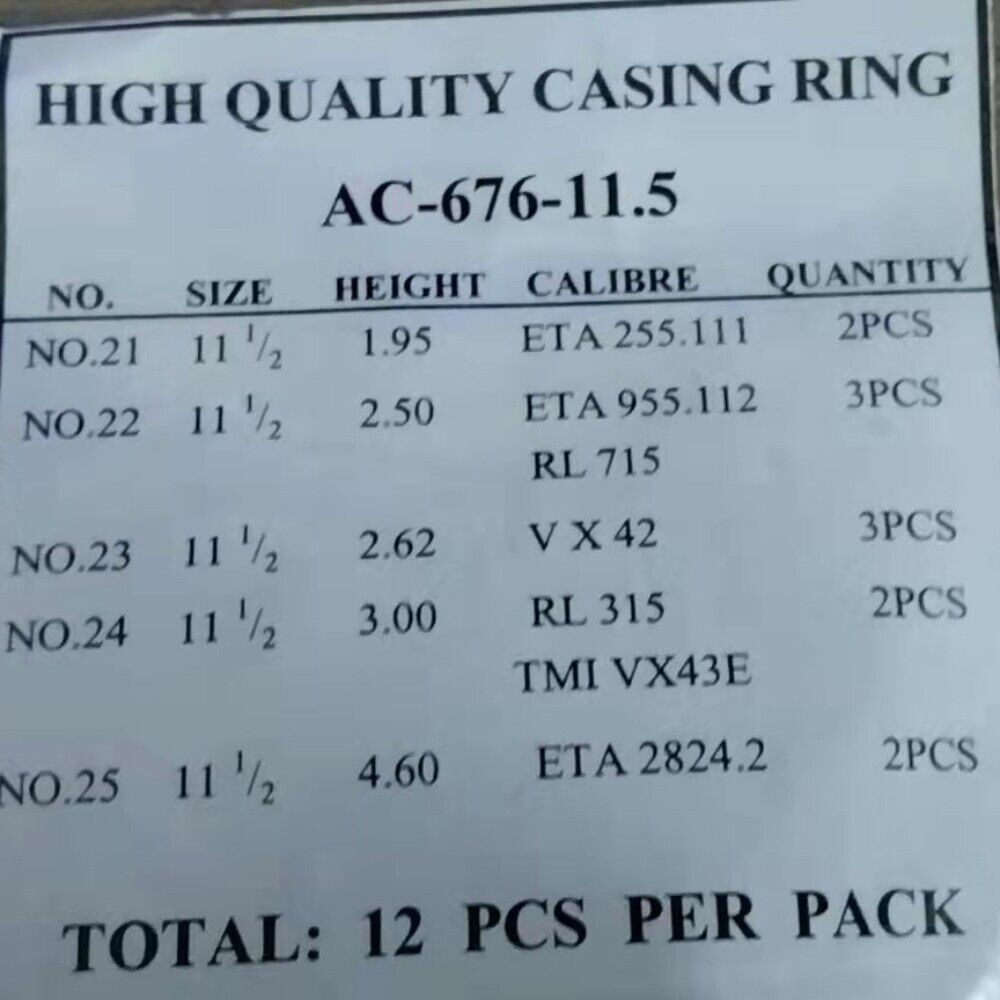 HIGH QUALITY CASING RING
AC-676-11.5
NO. SIZE HEIGHT CALIBRE QUANTITY
NO.21 11 1/2 1.95 ETA 255.111 2PCS
NO.22 11 1/2 2.50 ETA 955.112 3PCS
RL 715
NO.23 11 1/2 2.62 V X 42 3PCS
NO.24 11 1/2 3.00 RL 315 2PCS
TMI VX43E
NO.25 11 1/2 4.60 ETA 2824.2 2PCS
TOTAL: 12 PCS PER PACK